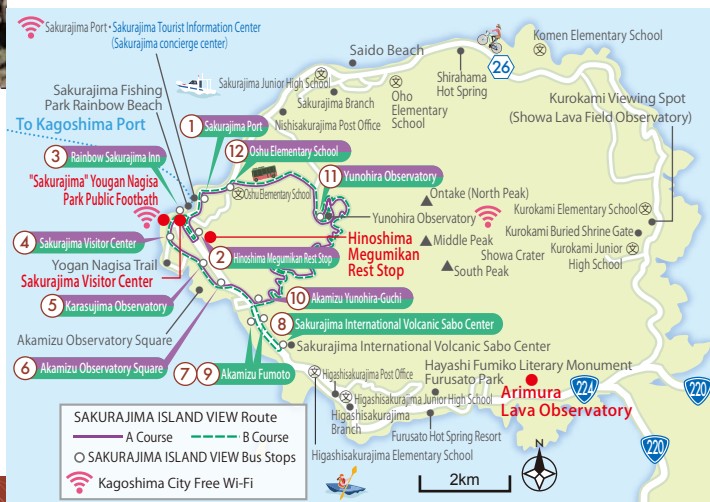 Sakurajima Port・Sakurajima Tourist Information Center
(Sakurajima concierge center)
Saido Beach
Komen Elementary School
26
Shirahama
Hot Spring
Sakurajima Junior High School
Sakurajima Branch
Oho
Elementary
School
Nishisakurajima Post Office
Kurokami Viewing Spot
(Showa Lava Field Observatory)
Sakurajima Fishing
Park Rainbow Beach
To Kagoshima Port
1 Sakurajima Port
12 Oshu Elementary School
3 Rainbow Sakurajima Inn
11 Yunohira Observatory
"Sakurajima" Yougan Nagisa
Park Public Footbath
Oshu Elementary School
Ontake (North Peak)
Yunohira Observatory
Kurokami Elementary School
Kurokami Buried Shrine Gate
Kurokami Junior
High School
4 Sakurajima Visitor Center
Hinoshima
Megumikan
Rest Stop
Middle Peak
Showa Crater
South Peak
Yogan Nagisa Trail
2 Hinoshima Megumikan Rest Stop
Sakurajima Visitor Center
5 Karasujima Observatory
10 Akamizu Yunohira-Guchi
8 Sakurajima International Volcanic Sabo Center
Akamizu Observatory Square
Sakurajima International Volcanic Sabo Center
6 Akamizu Observatory Square
7 9 Akamizu Fumoto
Higashisakurajima Post Office
Hayashi Fumiko Literary Monument
Furusato Park
Arimura
Lava Observatory
224
220
220
Higashisakurajima Junior High School
Higashisakurajima
Branch
Furusato Hot Spring Resort
Higashisakurajima Elementary School
SAKURAJIMA ISLAND VIEW Route
A Course
B Course
SAKURAJIMA ISLAND VIEW Bus Stops
Kagoshima City Free Wi-Fi
2km
N